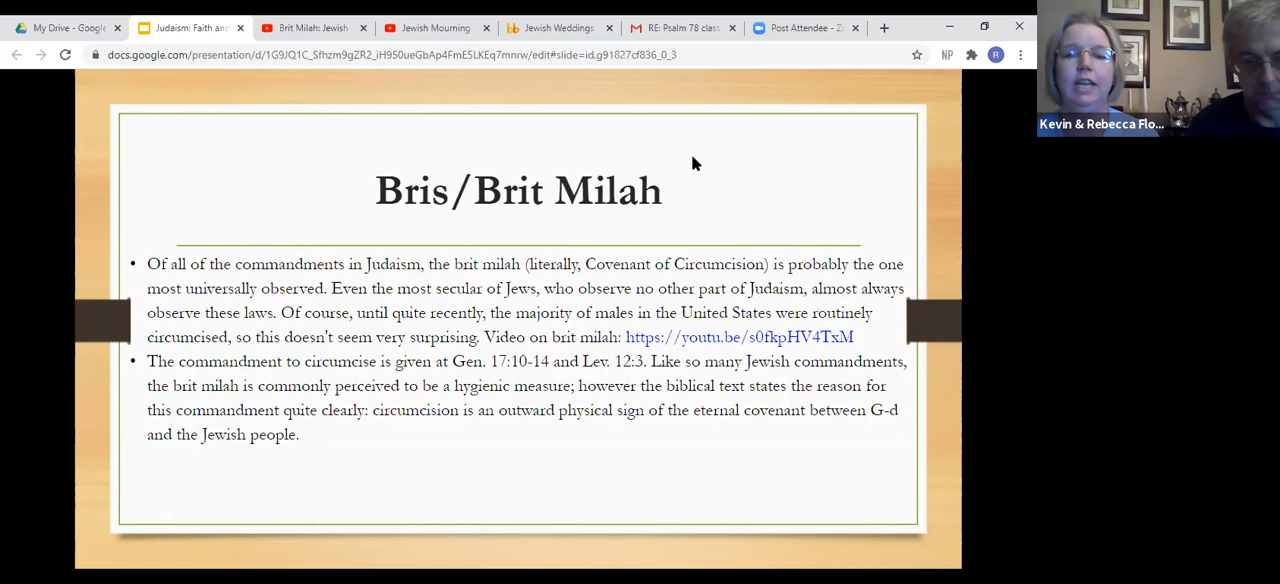 My Drive - Google
Judaism: Faith and
Brit Milah: Jewish
Jewish Mourning
Jewish Weddings
RE: Psalm 78 class
Post Attendee - Z
docs.google.com/presentation/d/1G9JQ1C_Sfhzm9gZR2_iH950ueGbAp4FmE5LKEq7mnrw/edit#slide=id.g91827cf836_0_3
NP
R
Kevin & Rebecca Flo...
Bris/Brit Milah
• Of all of the commandments in Judaism, the brit milah (literally, Covenant of Circumcision) is probably the one
most universally observed. Even the most secular of Jews, who observe no other part of Judaism, almost always
observe these laws. Of course, until quite recently, the majority of males in the United States were routinely
circumcised, so this doesn't seem very surprising. Video on brit milah: https://youtu.be/s0fkpHV4TxM
• The commandment to circumcise is given at Gen. 17:10-14 and Lev. 12:3. Like so many Jewish commandments,
the brit milah is commonly perceived to be a hygienic measure; however the biblical text states the reason for
this commandment quite clearly: circumcision is an outward physical sign of the eternal covenant between G-d
and the Jewish people.